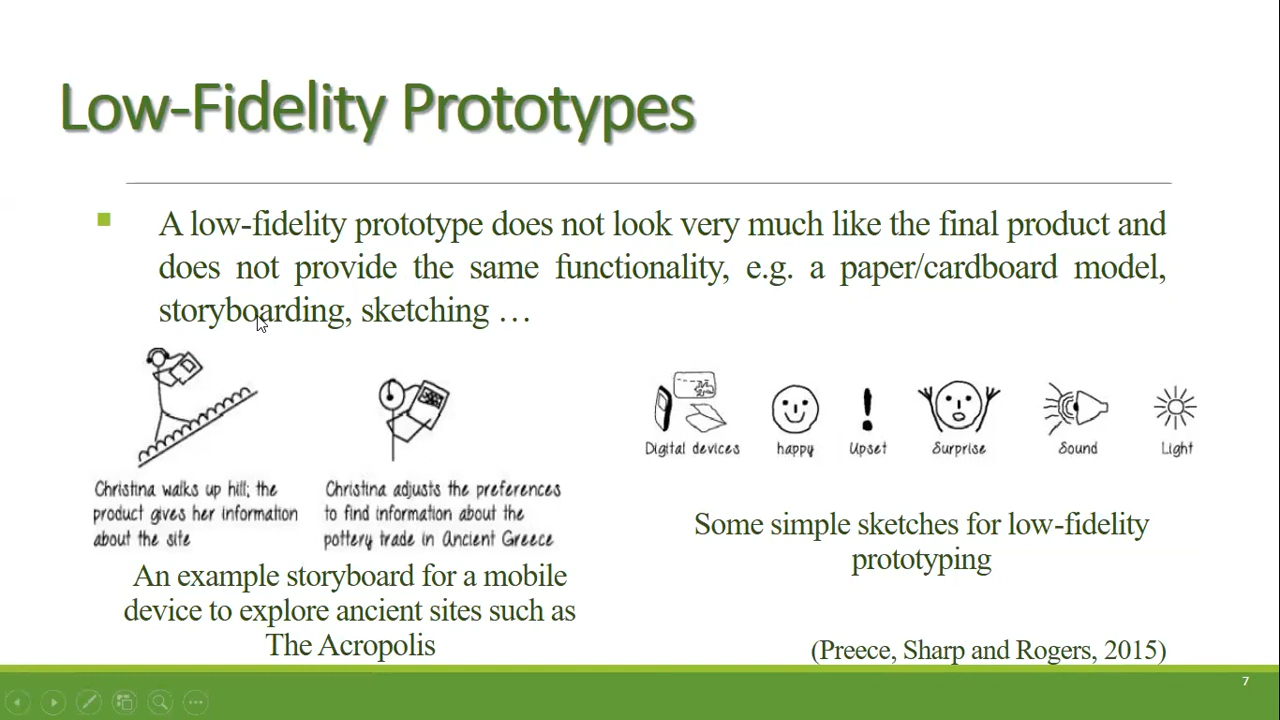 Low-Fidelity Prototypes
A low-fidelity prototype does not look very much like the final product and
does not provide the same functionality, e.g. a paper/cardboard model,
storyboarding, sketching …
Christina walks up hill; the
product gives her information
about the site
Christina adjusts the preferences
to find information about the
pottery trade in Ancient Greece
An example storyboard for a mobile
device to explore ancient sites such as
The Acropolis
Digital devices
happy
Upset
Surprise
Sound
Light
Some simple sketches for low-fidelity
prototyping
(Preece, Sharp and Rogers, 2015)
7